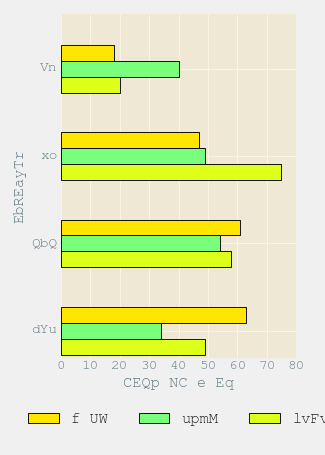 Vn
xo
QbQ
dYu
EbREayTr
0 10 20 30 40 50 60 70 80
CEQp NC e Eq
f UW upmM